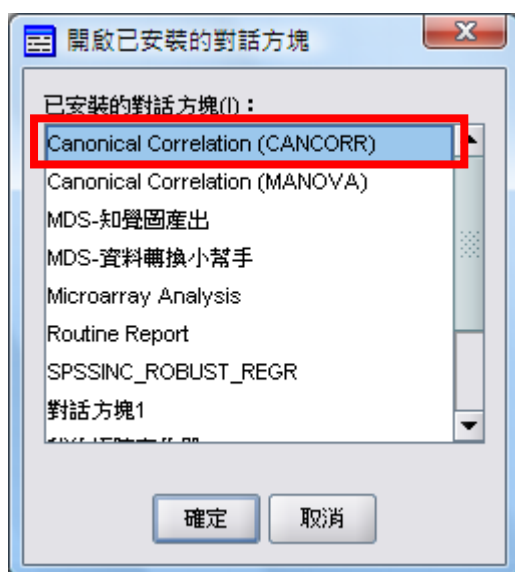 開啟已安裝的對話方塊
已安裝的對話方塊(I)：
Canonical Correlation (CANCORR)
Canonical Correlation (MANOVA)
MDS-知覺圖產出
MDS-資料轉換小幫手
Microarray Analysis
Routine Report
SPSSINC_ROBUST_REGR
對話方塊1
確定 取消